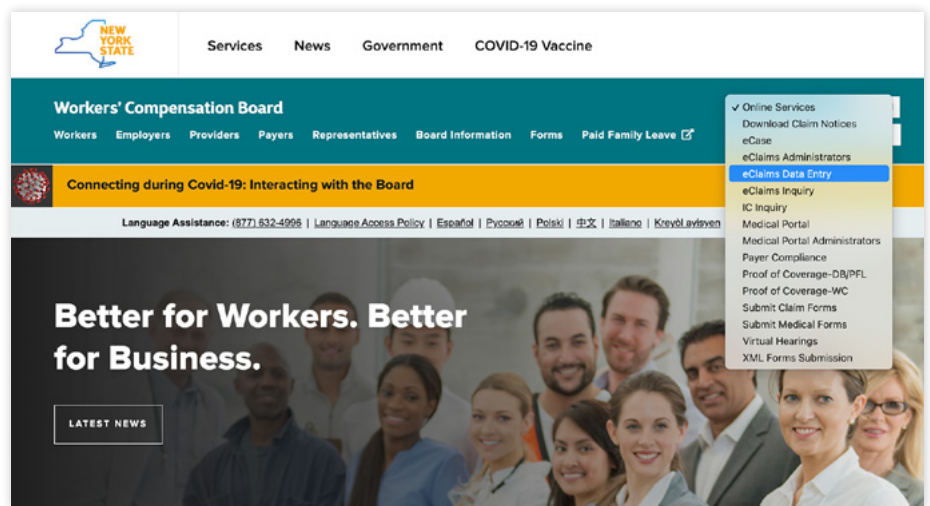 NEW
YORK
STATE
Services News Government COVID-19 Vaccine
Workers' Compensation Board
Workers Employers Providers Payers Representatives Board Information Forms Paid Family Leave
✓ Online Services
Download Claim Notices
eCase
eClaims Administrators
eClaims Data Entry
eClaims Inquiry
IC Inquiry
Medical Portal
Medical Portal Administrators
Payer Compliance
Proof of Coverage-DB/PFL
Proof of Coverage-WC
Submit Claim Forms
Submit Medical Forms
Virtual Hearings
XML Forms Submission
Connecting during Covid-19: Interacting with the Board
Language Assistance: (877) 632-4996 | Language Access Policy | Español | Русский | Polski | 中文 | Italiano | Kreyòl ayisyen
Better for Workers. Better
for Business.
LATEST NEWS